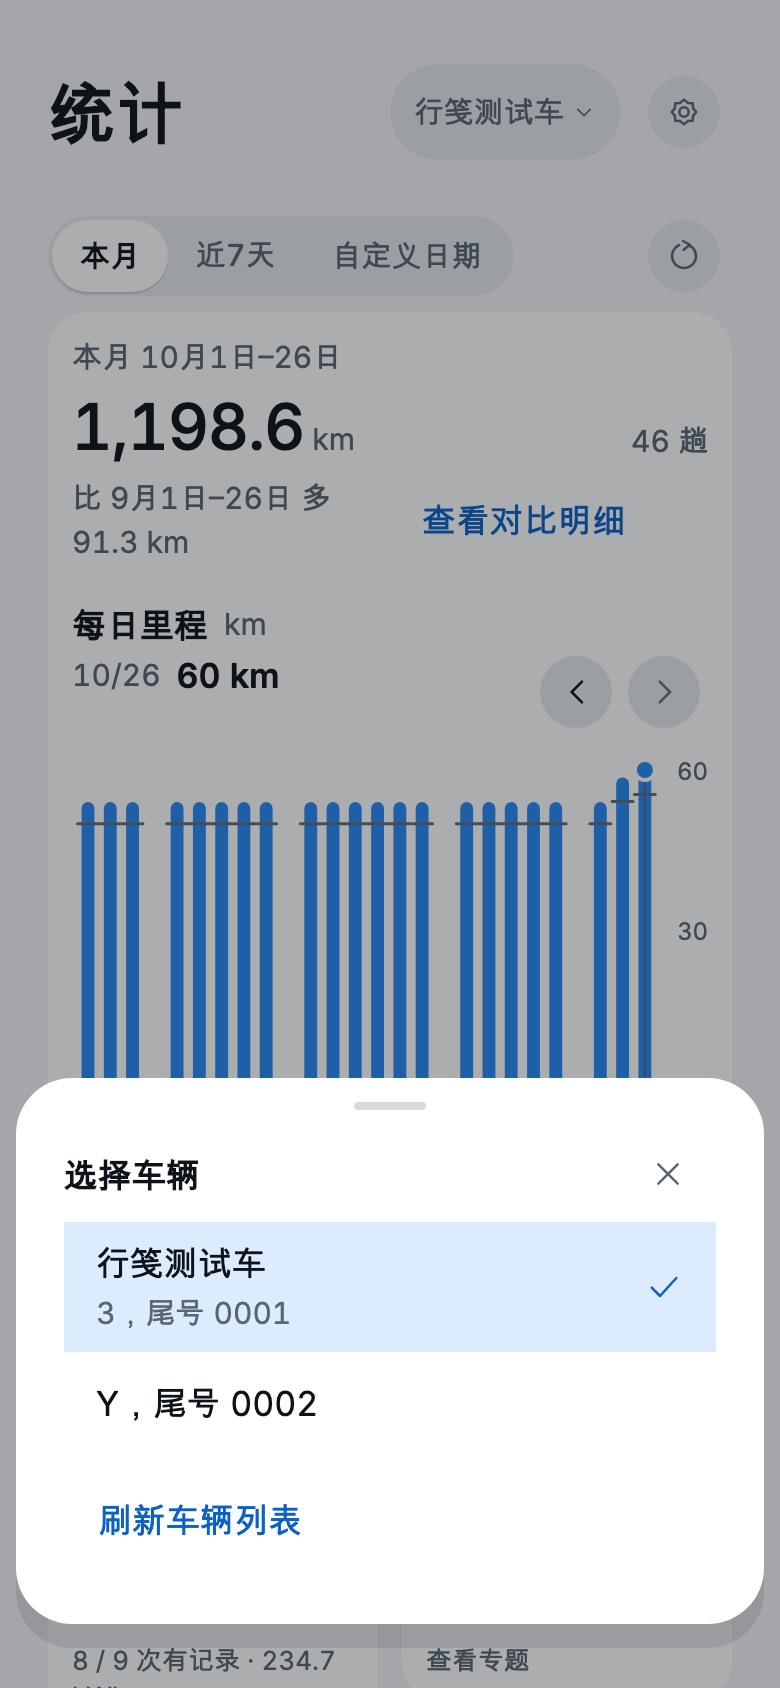 统计
行笺测试车
本月
近7天
自定义日期
本月 10月1日–26日
1,198.6 km
46 趟
比 9月1日–26日 多
91.3 km
查看对比明细
每日里程 km
10/26 60 km
60
30
选择车辆
行笺测试车
3，尾号 0001
Y，尾号 0002
刷新车辆列表
8 / 9 次有记录 · 234.7
查看专题